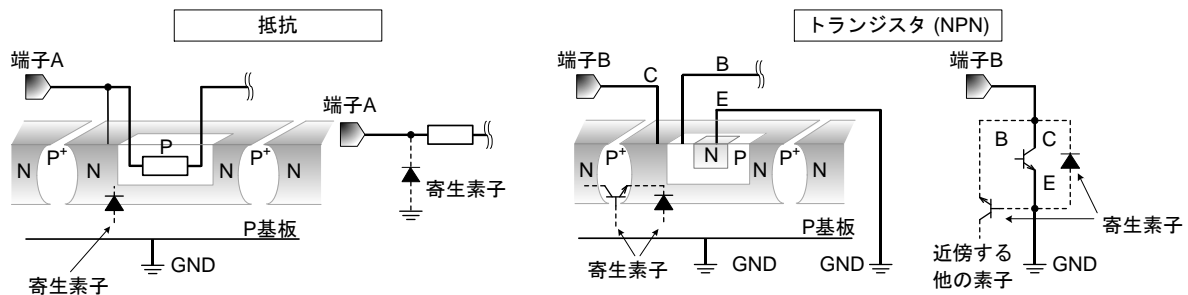 抵抗
端子A
N
P⁺
N
P
N
P⁺
N
P基板
GND
寄生素子
端子A
寄生素子
トランジスタ (NPN)
端子B
C
B
E
N
P⁺
N
N
P
N
P⁺
N
P基板
GND
GND
寄生素子
端子B
B
C
E
寄生素子
GND
近傍する
他の素子